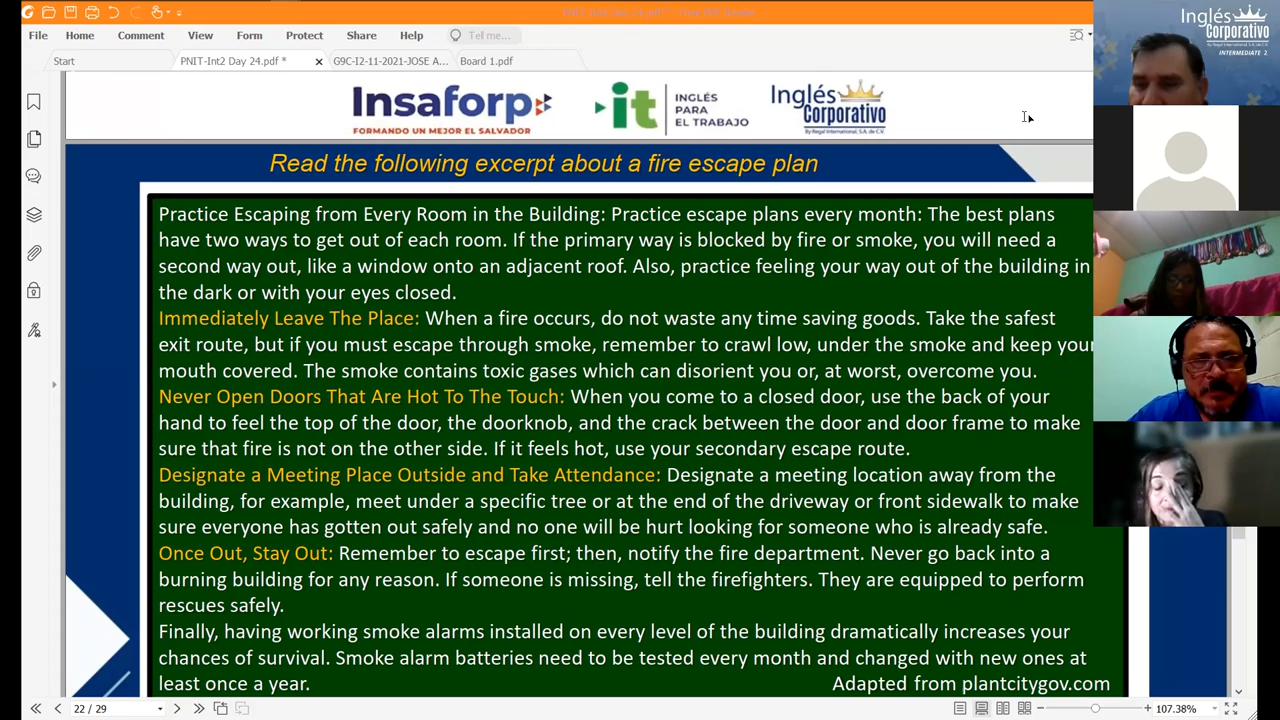 File Home Comment View Form Protect Share Help Tell me...
Start PNIT-Int2 Day 24.pdf * G9C-I2-11-2021-JOSE A... Board 1.pdf
Insaforp
FORMANDO UN MEJOR EL SALVADOR
it
INGLÉS
PARA
EL TRABAJO
Inglés
Corporativo
By Regal International, S.A. de C.V.
Inglés
Corporativo
By Regal International, S.A. de C.V.
INTERMEDIATE 2
Read the following excerpt about a fire escape plan
Practice Escaping from Every Room in the Building: Practice escape plans every month: The best plans
have two ways to get out of each room. If the primary way is blocked by fire or smoke, you will need a
second way out, like a window onto an adjacent roof. Also, practice feeling your way out of the building in
the dark or with your eyes closed.
Immediately Leave The Place: When a fire occurs, do not waste any time saving goods. Take the safest
exit route, but if you must escape through smoke, remember to crawl low, under the smoke and keep your
mouth covered. The smoke contains toxic gases which can disorient you or, at worst, overcome you.
Never Open Doors That Are Hot To The Touch: When you come to a closed door, use the back of your
hand to feel the top of the door, the doorknob, and the crack between the door and door frame to make
sure that fire is not on the other side. If it feels hot, use your secondary escape route.
Designate a Meeting Place Outside and Take Attendance: Designate a meeting location away from the
building, for example, meet under a specific tree or at the end of the driveway or front sidewalk to make
sure everyone has gotten out safely and no one will be hurt looking for someone who is already safe.
Once Out, Stay Out: Remember to escape first; then, notify the fire department. Never go back into a
burning building for any reason. If someone is missing, tell the firefighters. They are equipped to perform
rescues safely.
Finally, having working smoke alarms installed on every level of the building dramatically increases your
chances of survival. Smoke alarm batteries need to be tested every month and changed with new ones at
least once a year.
Adapted from plantcitygov.com
22 / 29
107.38%